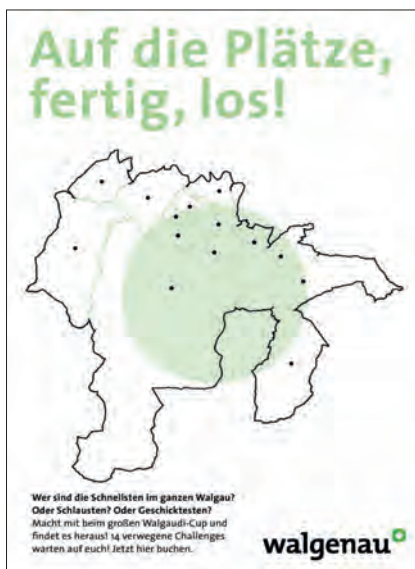 Auf die Plätze,
fertig, los!
Wer sind die Schnellsten im ganzen Walgau?
Oder Schlausten? Oder Geschicktesten?
Macht mit beim großen Walgaudi-Cup und
findet es heraus! 14 verwegene Challenges
warten auf euch! Jetzt hier buchen.
walgenau